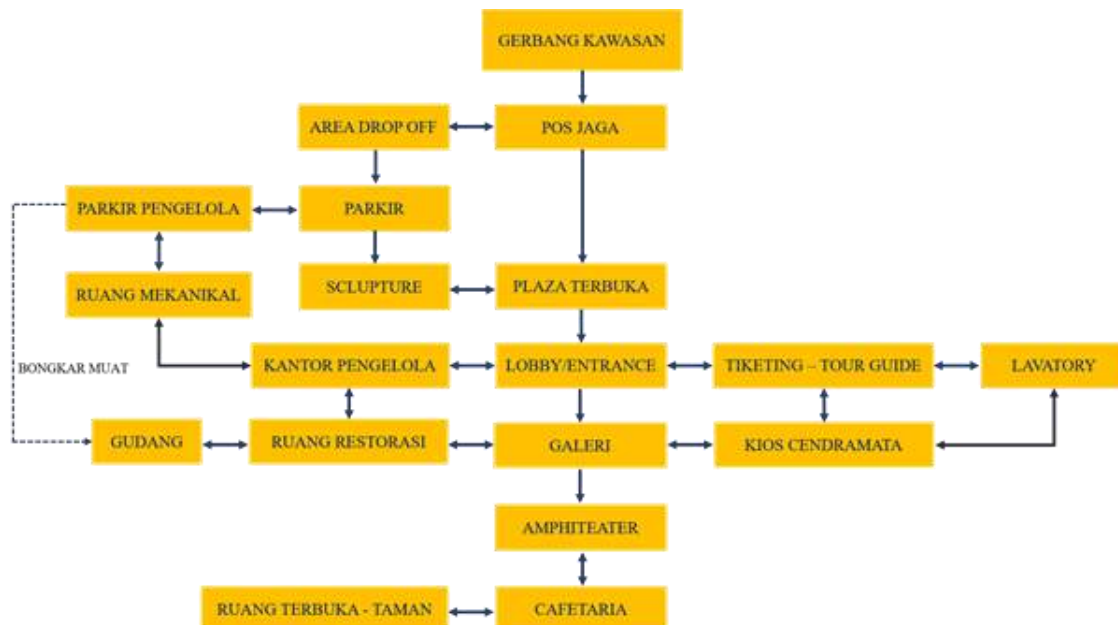 GERBANG KAWASAN
AREA DROP OFF
POS JAGA
PARKIR PENGELOLA
PARKIR
RUANG MEKANIKAL
SCLUPTURE
PLAZA TERBUKA
BONGKAR MUAT
KANTOR PENGELOLA
LOBBY/ENTRANCE
TIKETING – TOUR GUIDE
LAVATORY
GUDANG
RUANG RESTORASI
GALERI
KIOS CENDRAMATA
AMPHITEATER
RUANG TERBUKA - TAMAN
CAFETARIA